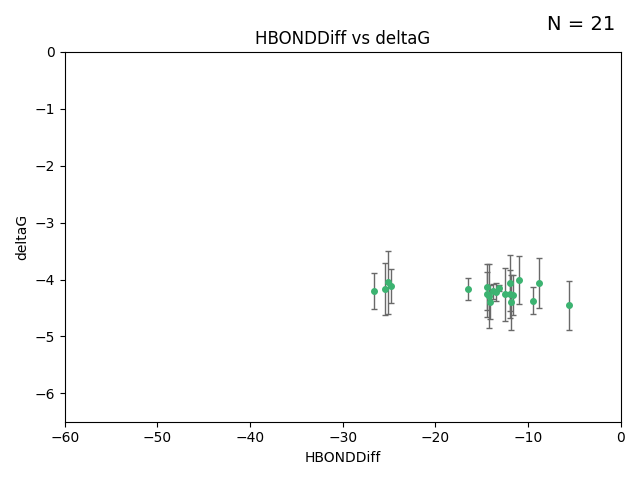 N = 21
HBONDDiff vs deltaG
0
−1
−2
−3
−4
−5
−6
deltaG
−60 −50 −40 −30 −20 −10 0
HBONDDiff